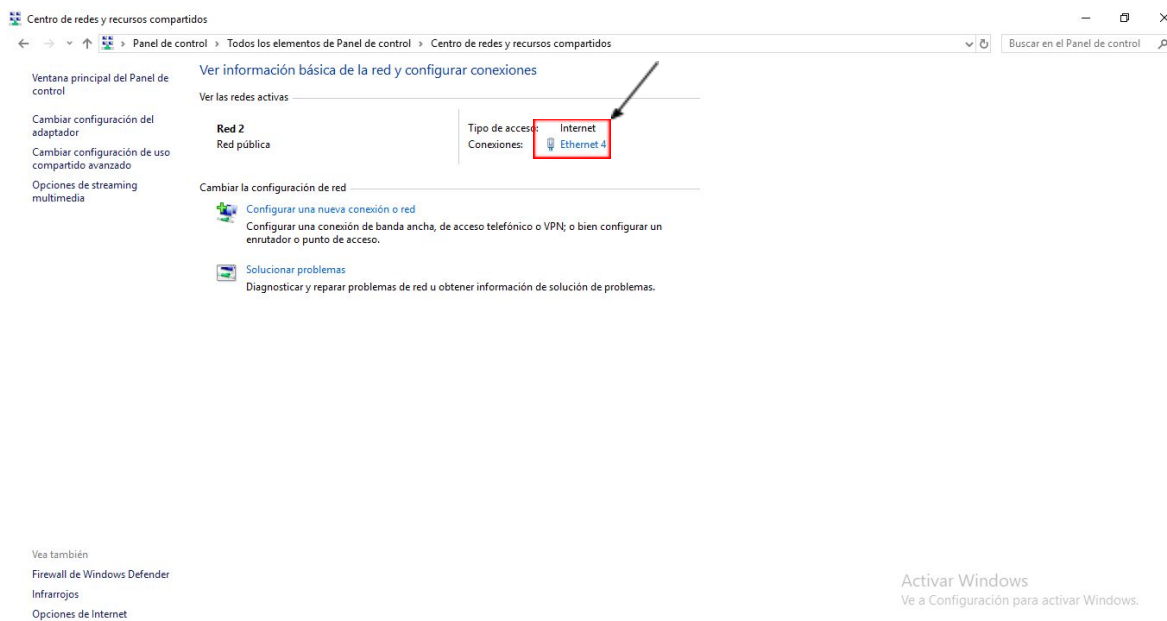 Centro de redes y recursos compartidos
Panel de control › Todos los elementos de Panel de control › Centro de redes y recursos compartidos
Buscar en el Panel de control
Ventana principal del Panel de
control
Cambiar configuración del
adaptador
Cambiar configuración de uso
compartido avanzado
Opciones de streaming
multimedia
Ver información básica de la red y configurar conexiones
Ver las redes activas
Red 2
Red pública
Tipo de acceso: Internet
Conexiones: Ethernet 4
Cambiar la configuración de red
Configurar una nueva conexión o red
Configurar una conexión de banda ancha, de acceso telefónico o VPN; o bien configurar un
enrutador o punto de acceso.
Solucionar problemas
Diagnosticar y reparar problemas de red u obtener información de solución de problemas.
Vea también
Firewall de Windows Defender
Infrarrojos
Opciones de Internet
Activar Windows
Ve a Configuración para activar Windows.